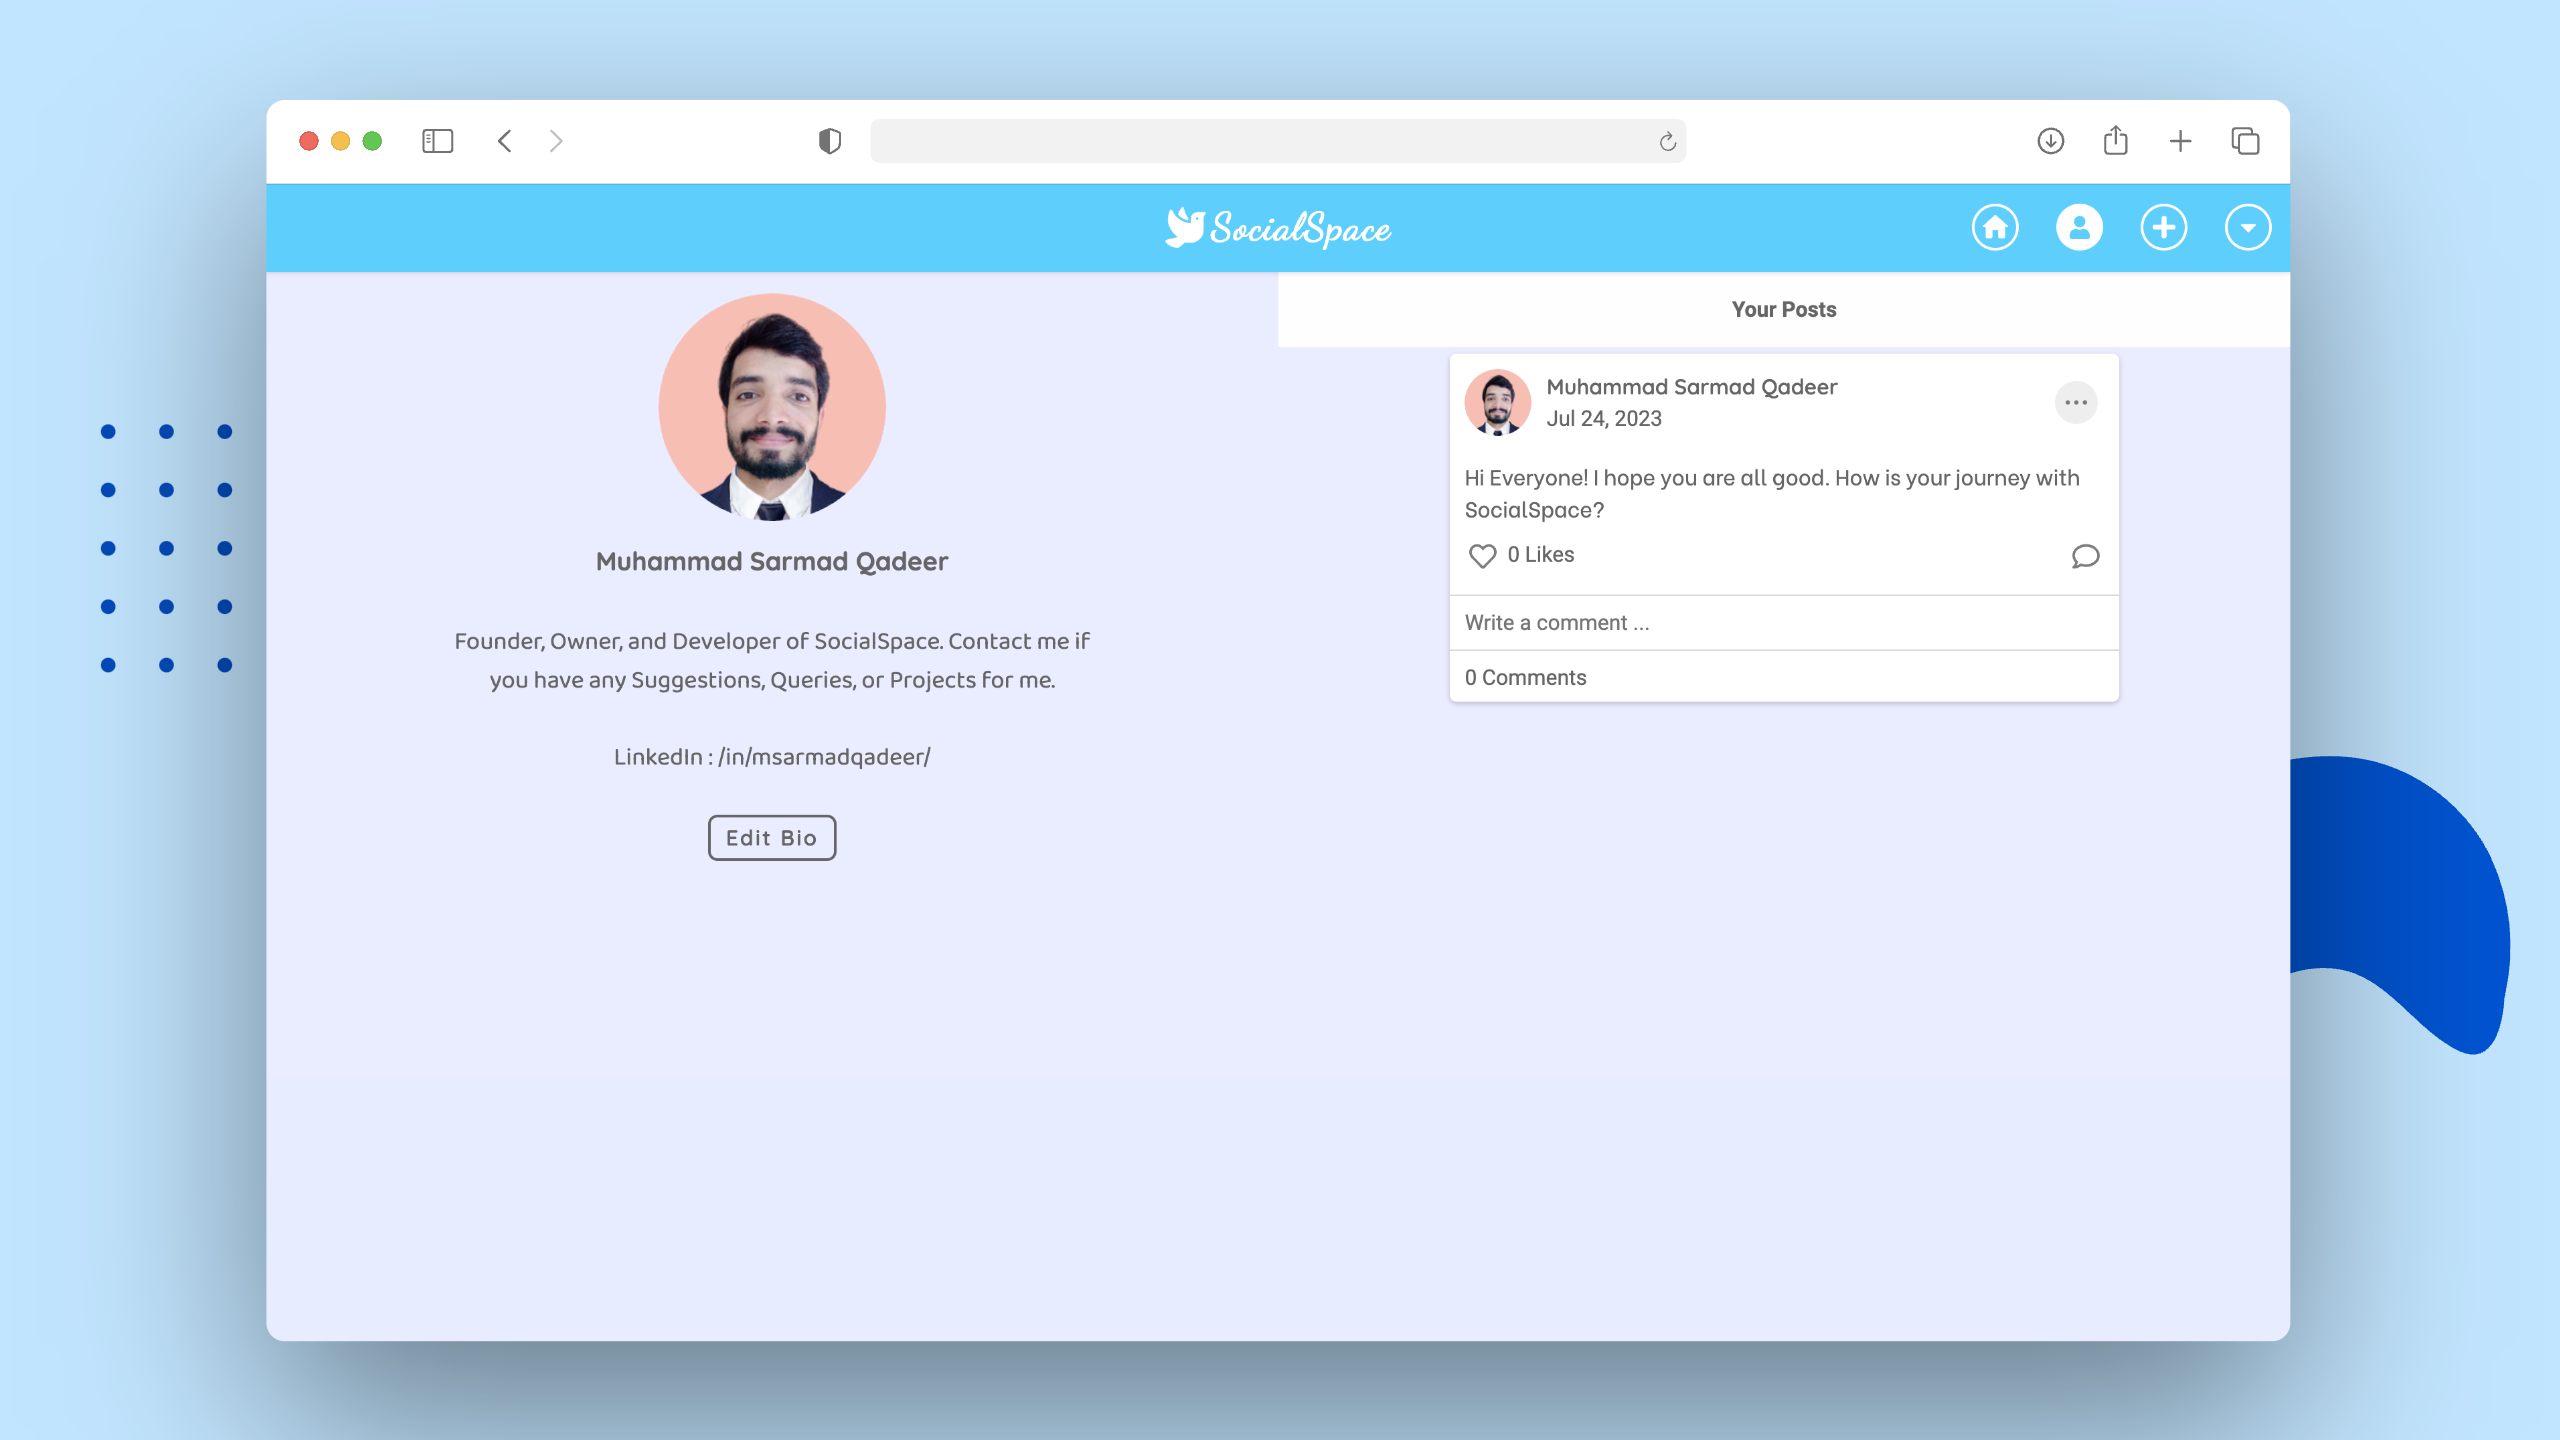 SocialSpace
Muhammad Sarmad Qadeer
Founder, Owner, and Developer of SocialSpace. Contact me if
you have any Suggestions, Queries, or Projects for me.
LinkedIn : /in/msarmadqadeer/
Edit Bio
Your Posts
Muhammad Sarmad Qadeer
Jul 24, 2023
Hi Everyone! I hope you are all good. How is your journey with
SocialSpace?
0 Likes
Write a comment ...
0 Comments